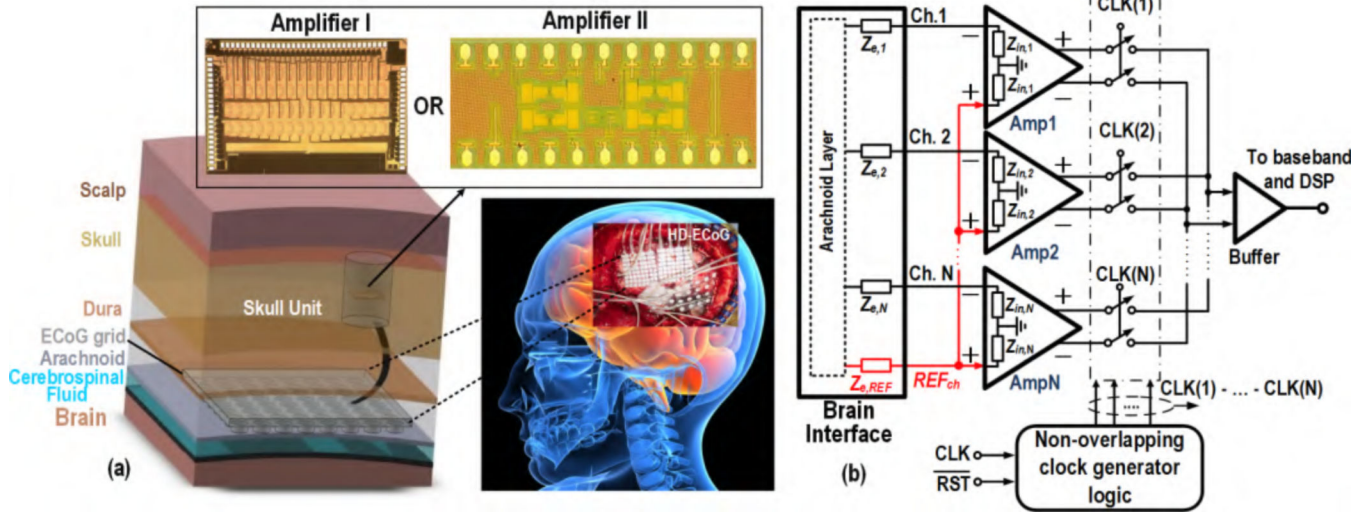 Amplifier I
Amplifier II
OR
Scalp
Skull
Skull Unit
Dura
ECoG grid
Arachnoid
Cerebrospinal
Fluid
Brain
(a)
HD-ECoG
Arachnoid Layer
Z_e,1
Ch.1
−
Z_in,1
Z_in,1
+
+
−
Amp1
CLK(1)
Z_e,2
Ch. 2
−
Z_in,2
Z_in,2
+
+
−
Amp2
CLK(2)
To baseband
and DSP
Buffer
Z_e,N
Ch. N
−
Z_in,N
Z_in,N
+
+
−
AmpN
CLK(N)
Z_e,REF
REF_ch
Brain
Interface
....
CLK(1) - ... - CLK(N)
(b)
CLK
R̅S̅T̅
Non-overlapping
clock generator
logic